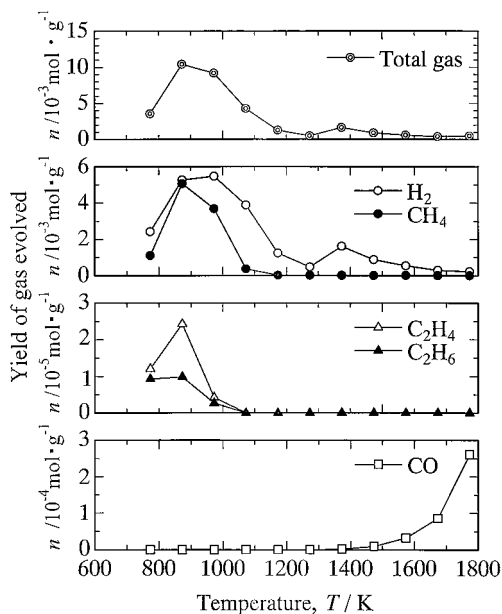 15
10
5
0
n /10⁻³mol・g⁻¹
Total gas
6
4
2
0
n /10⁻³mol・g⁻¹
H₂
CH₄
Yield of gas evolved
3
2
1
0
n /10⁻⁵mol・g⁻¹
C₂H₄
C₂H₆
3
2
1
0
n /10⁻⁴mol・g⁻¹
CO
600 800 1000 1200 1400 1600 1800
Temperature, T / K